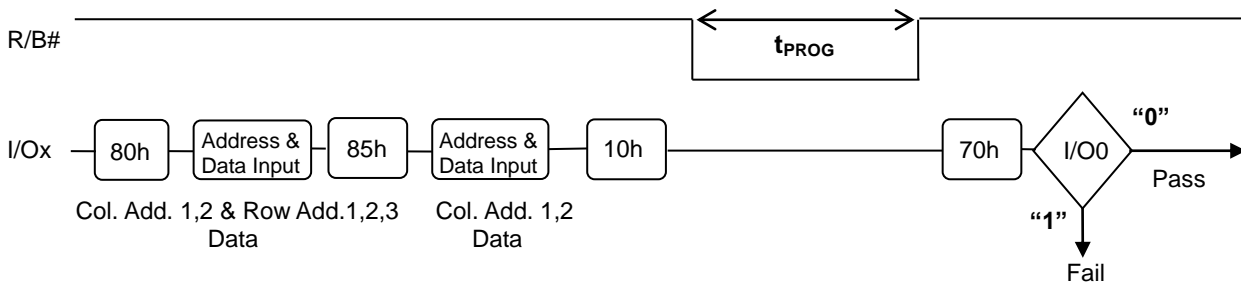 R/B#
tPROG
I/Ox
80h
Address &
Data Input
85h
Address &
Data Input
10h
70h
I/O0
“0”
Pass
Col. Add. 1,2 & Row Add.1,2,3
Data
Col. Add. 1,2
Data
“1”
Fail